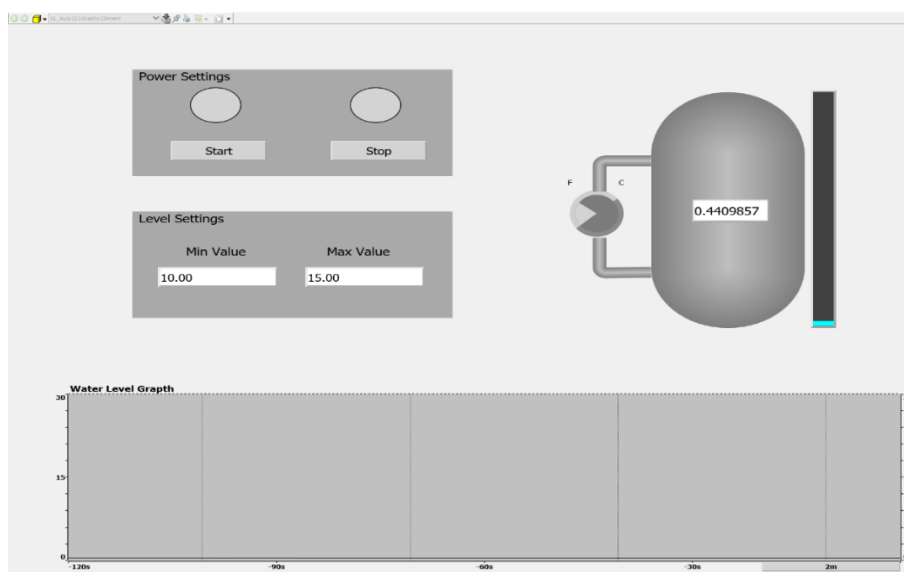 Power Settings
Start
Stop
Level Settings
Min Value
Max Value
10.00
15.00
F
C
0.4409857
Water Level Grapth
30
15
0
-120s
-90s
-60s
-30s
2m